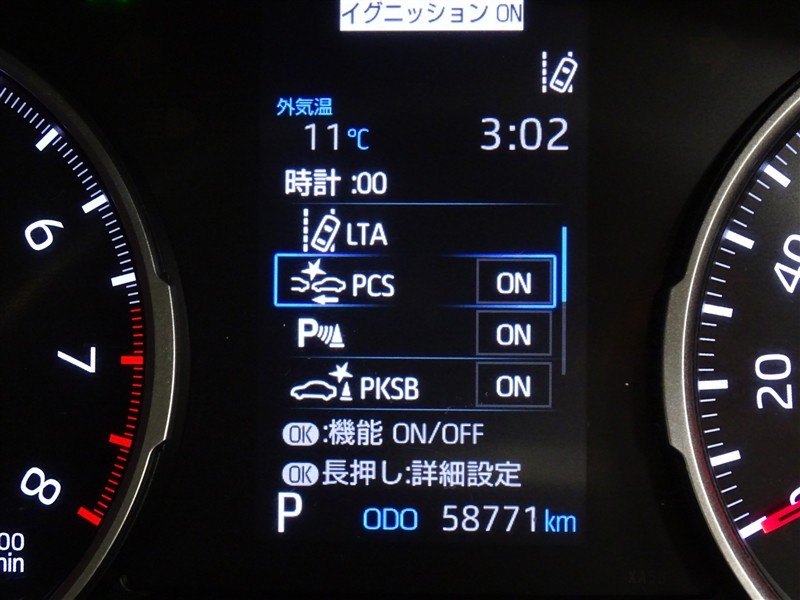 イグニッション ON
外気温
11℃ 3:02
時計 :00
LTA
PCS ON
P ON
PKSB ON
OK:機能 ON/OFF
OK長押し:詳細設定
P ODO 58771km
6
7
8
40
20